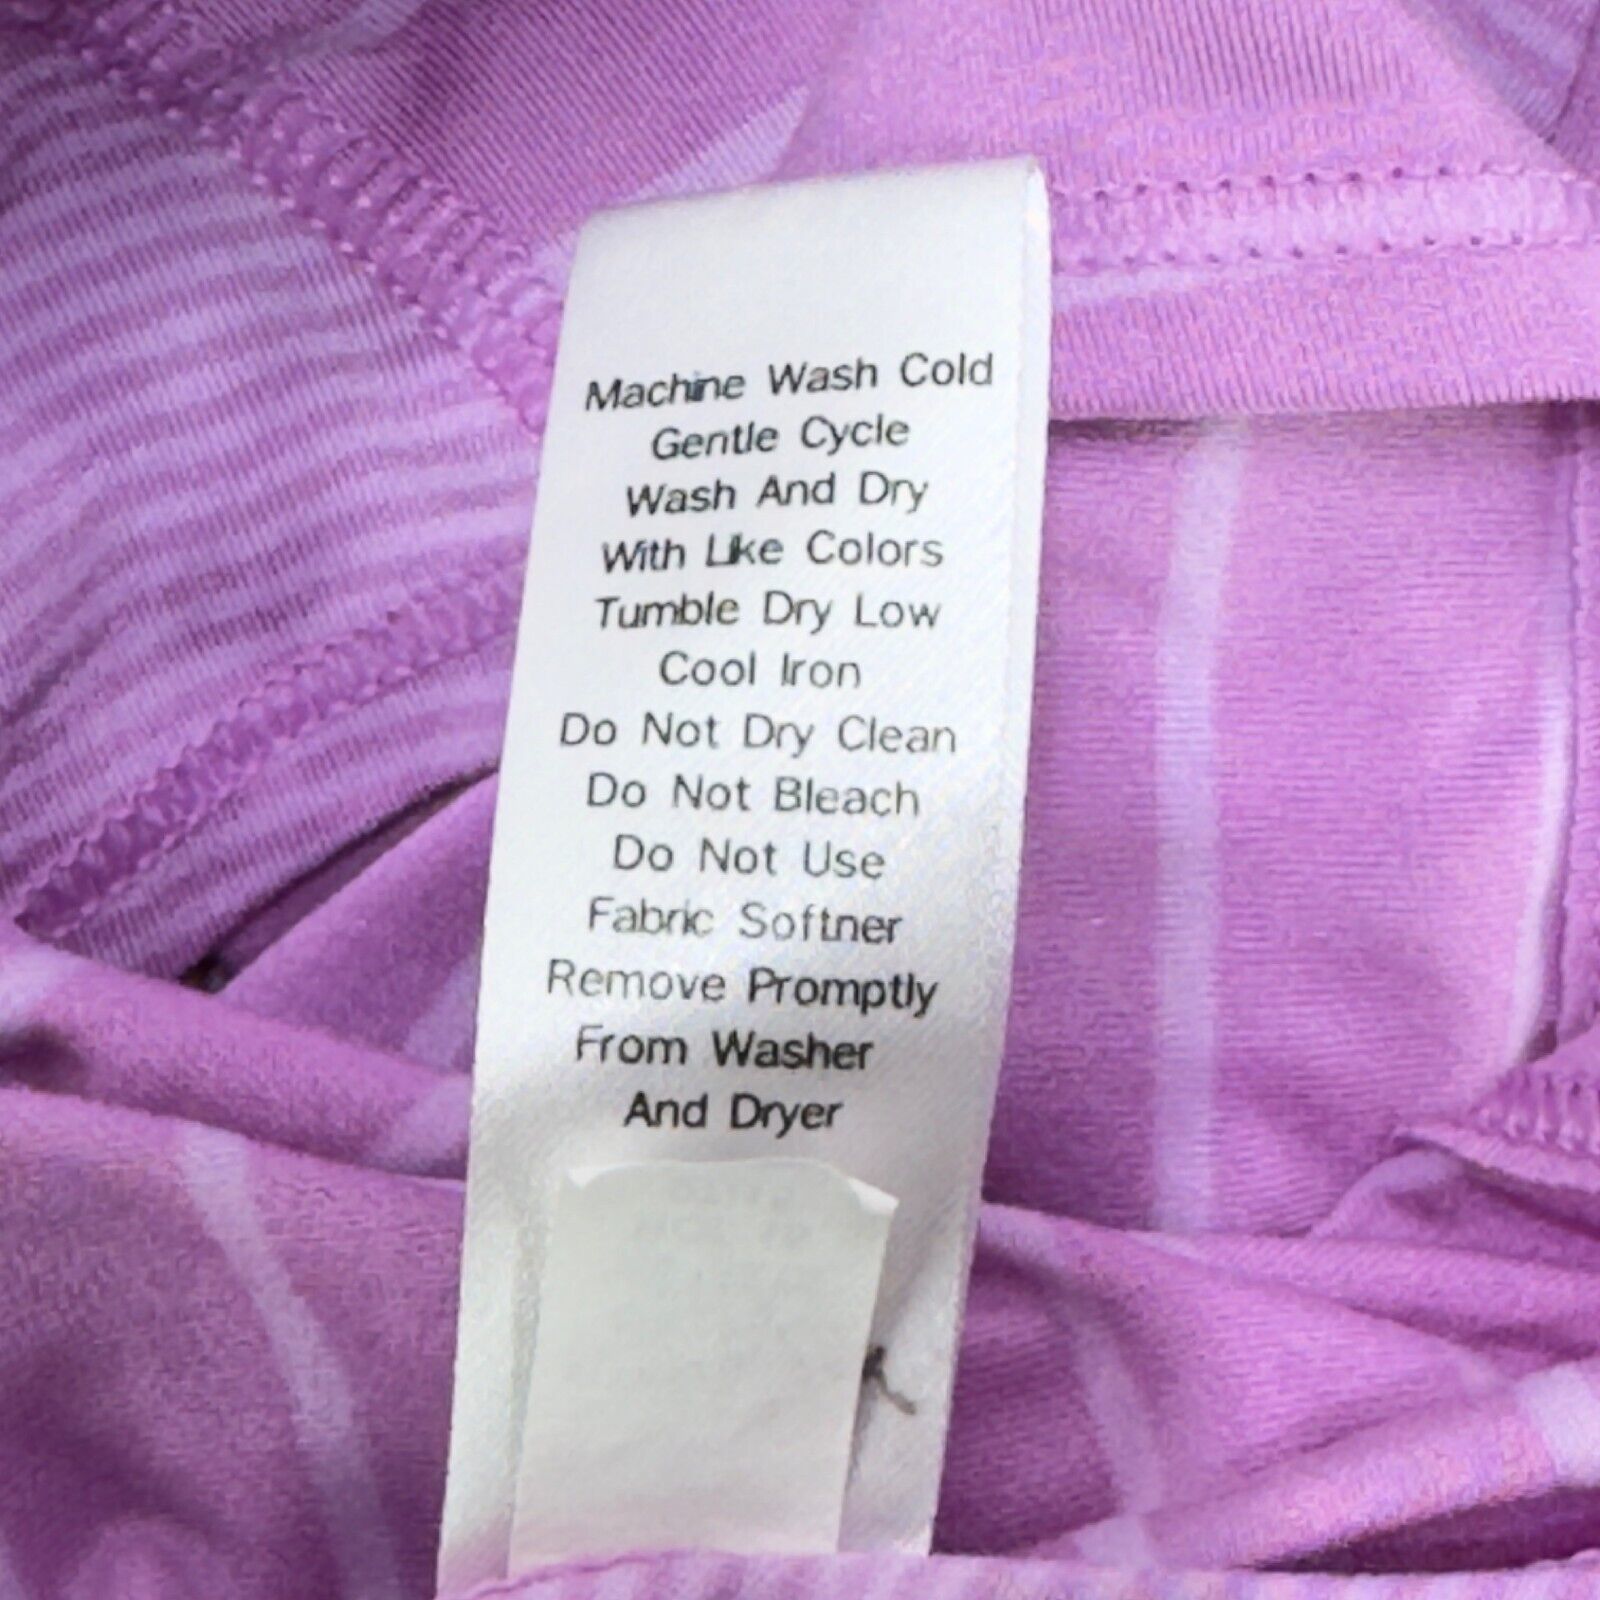 Machine Wash Cold
Gentle Cycle
Wash And Dry
With Like Colors
Tumble Dry Low
Cool Iron
Do Not Dry Clean
Do Not Bleach
Do Not Use
Fabric Softner
Remove Promptly
From Washer
And Dryer